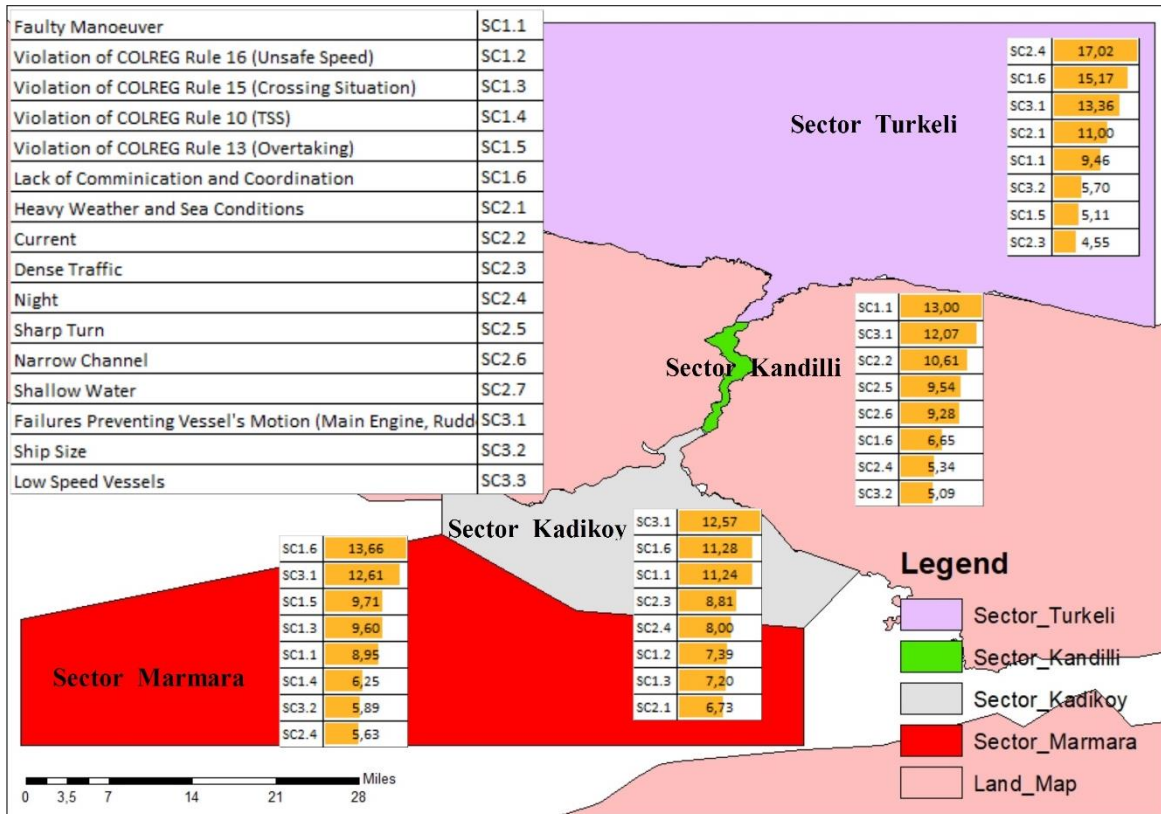 Faulty Manoeuver SC1.1
Violation of COLREG Rule 16 (Unsafe Speed) SC1.2
Violation of COLREG Rule 15 (Crossing Situation) SC1.3
Violation of COLREG Rule 10 (TSS) SC1.4
Violation of COLREG Rule 13 (Overtaking) SC1.5
Lack of Comminication and Coordination SC1.6
Heavy Weather and Sea Conditions SC2.1
Current SC2.2
Dense Traffic SC2.3
Night SC2.4
Sharp Turn SC2.5
Narrow Channel SC2.6
Shallow Water SC2.7
Failures Preventing Vessel's Motion (Main Engine, Rudd SC3.1
Ship Size SC3.2
Low Speed Vessels SC3.3
Sector Turkeli
SC2.4 17,02
SC1.6 15,17
SC3.1 13,36
SC2.1 11,00
SC1.1 9,46
SC3.2 5,70
SC1.5 5,11
SC2.3 4,55
Sector Kandilli
SC1.1 13,00
SC3.1 12,07
SC2.2 10,61
SC2.5 9,54
SC2.6 9,28
SC1.6 6,65
SC2.4 5,34
SC3.2 5,09
Sector Kadikoy
SC3.1 12,57
SC1.6 11,28
SC1.1 11,24
SC2.3 8,81
SC2.4 8,00
SC1.2 7,39
SC1.3 7,20
SC2.1 6,73
Sector Marmara
SC1.6 13,66
SC3.1 12,61
SC1.5 9,71
SC1.3 9,60
SC1.1 8,95
SC1.4 6,25
SC3.2 5,89
SC2.4 5,63
Legend
Sector_Turkeli
Sector_Kandilli
Sector_Kadikoy
Sector_Marmara
Land_Map
Miles
0 3,5 7 14 21 28